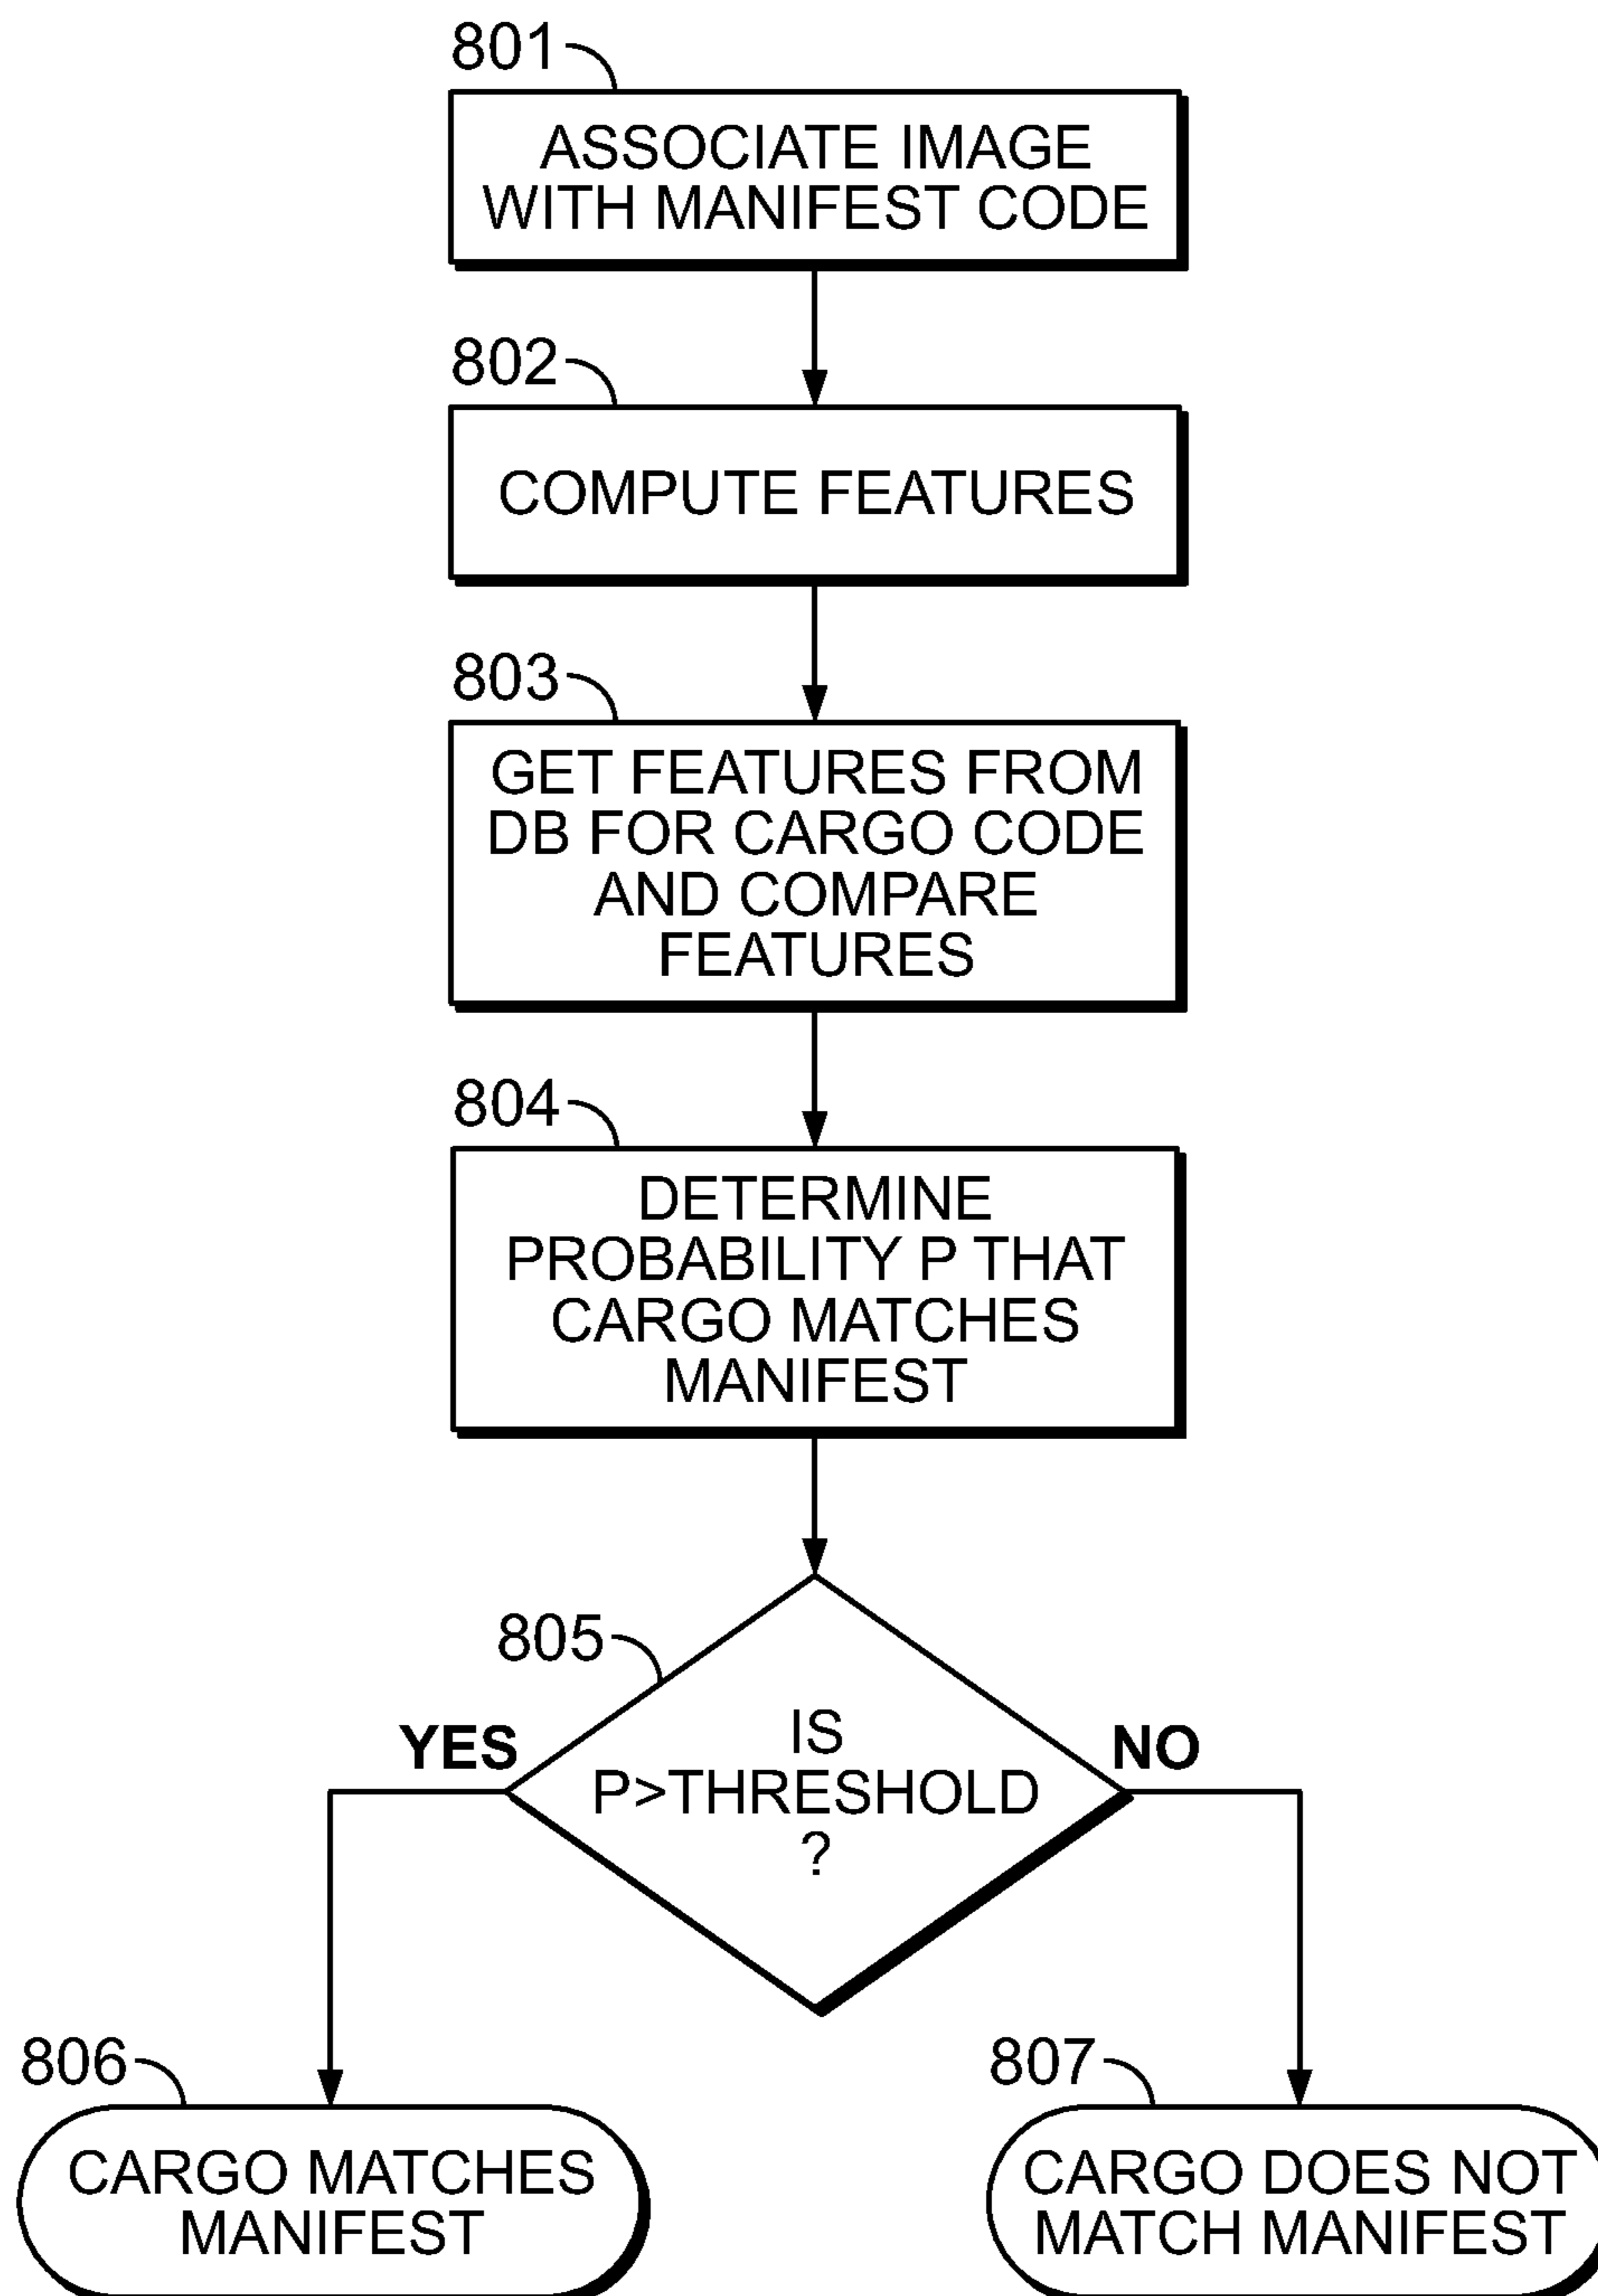 801
ASSOCIATE IMAGE
WITH MANIFEST CODE
802
COMPUTE FEATURES
803
GET FEATURES FROM
DB FOR CARGO CODE
AND COMPARE
FEATURES
804
DETERMINE
PROBABILITY P THAT
CARGO MATCHES
MANIFEST
805
IS
P>THRESHOLD
?
YES
NO
806
CARGO MATCHES
MANIFEST
807
CARGO DOES NOT
MATCH MANIFEST